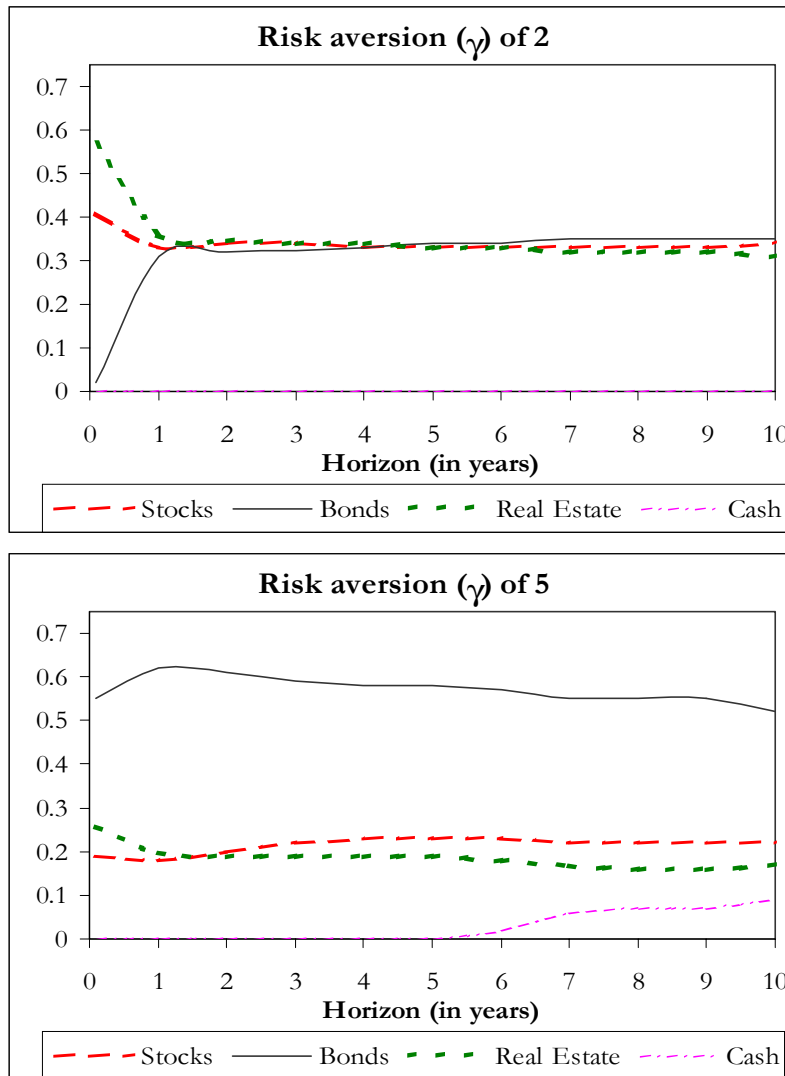 Risk aversion (γ) of 2
0.7
0.6
0.5
0.4
0.3
0.2
0.1
0
0 1 2 3 4 5 6 7 8 9 10
Horizon (in years)
Stocks Bonds Real Estate Cash
Risk aversion (γ) of 5
0.7
0.6
0.5
0.4
0.3
0.2
0.1
0
0 1 2 3 4 5 6 7 8 9 10
Horizon (in years)
Stocks Bonds Real Estate Cash